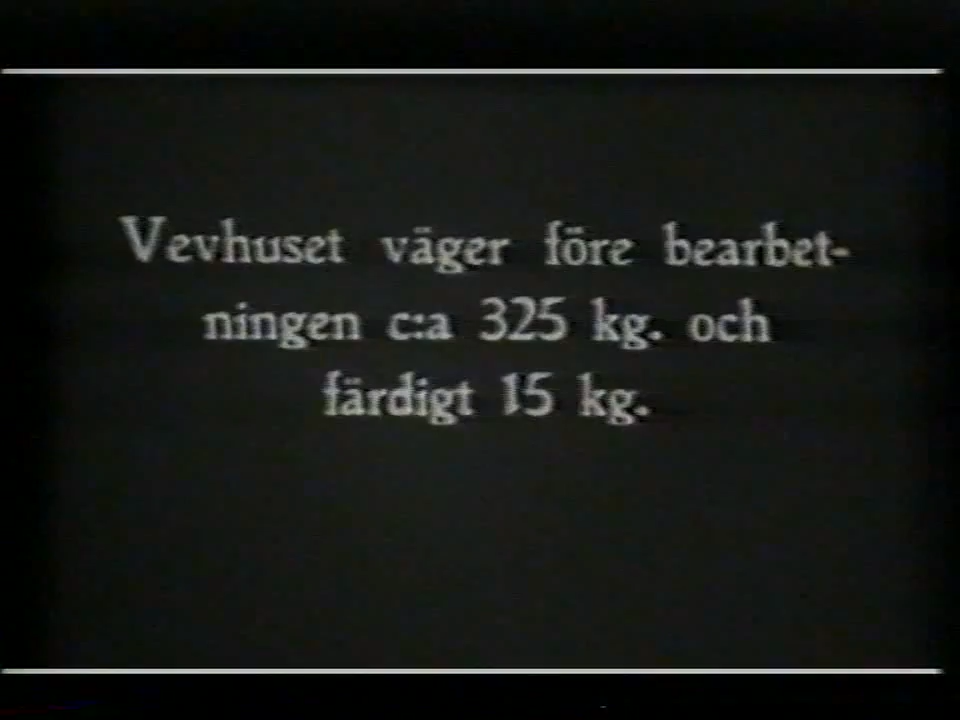 Vevhuset väger före bearbet-
ningen c:a 325 kg. och
färdigt 15 kg.